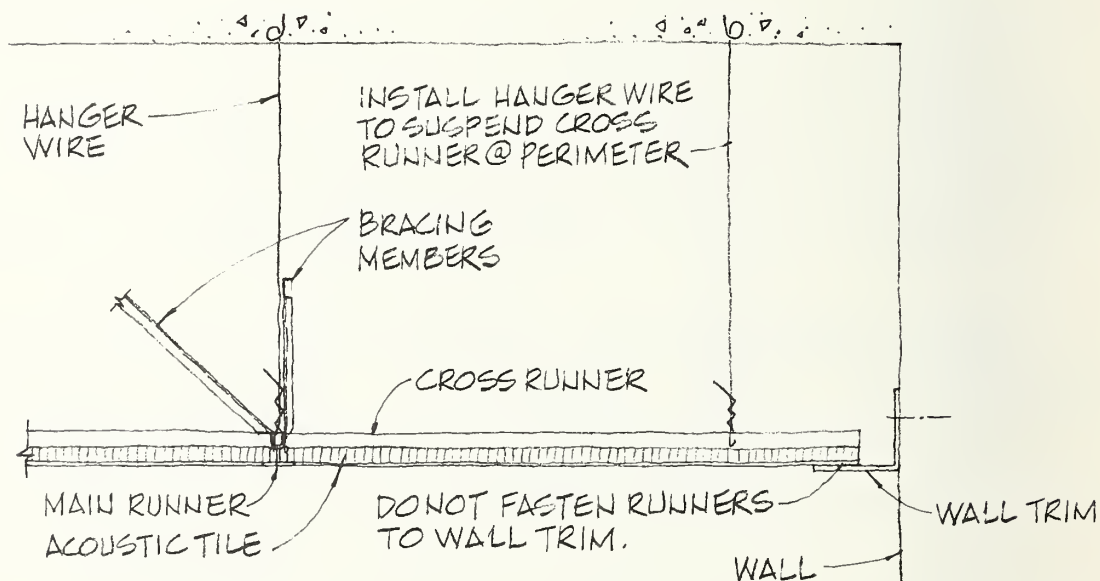 HANGER
WIRE
INSTALL HANGER WIRE
TO SUSPEND CROSS
RUNNER @ PERIMETER
BRACING
MEMBERS
CROSS RUNNER
MAIN RUNNER
ACOUSTIC TILE
DO NOT FASTEN RUNNERS
TO WALL TRIM.
WALL TRIM
WALL